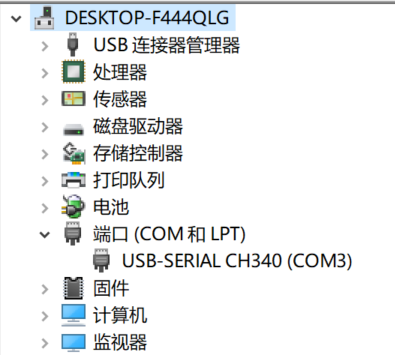 DESKTOP-F444QLG
USB 连接器管理器
处理器
传感器
磁盘驱动器
存储控制器
打印队列
电池
端口 (COM 和 LPT)
USB-SERIAL CH340 (COM3)
固件
计算机
监视器